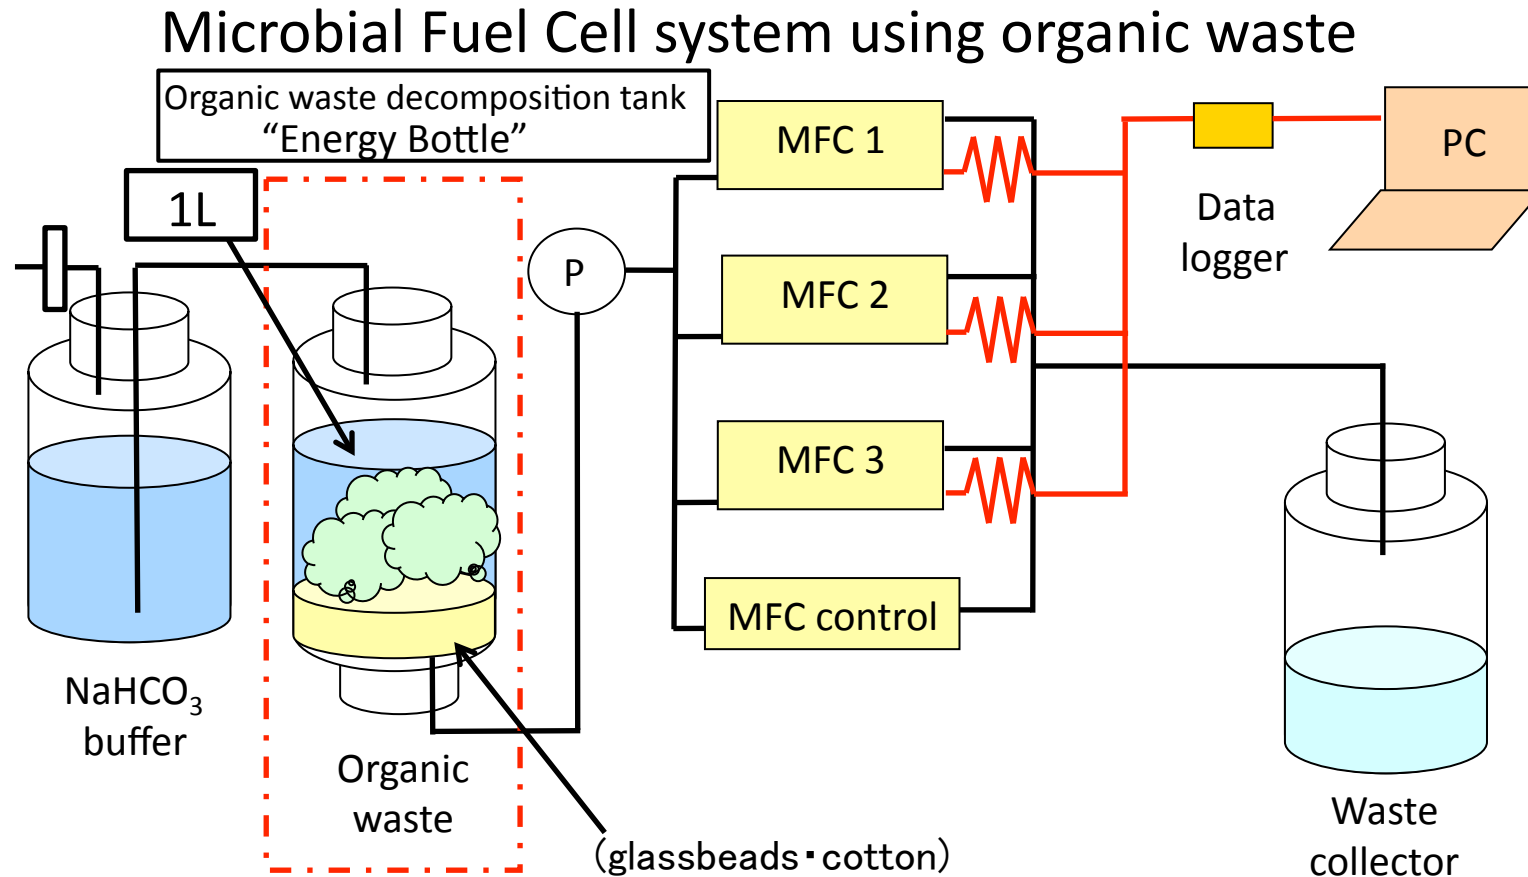 Microbial Fuel Cell system using organic waste
Organic waste decomposition tank
“Energy Bottle”
1L
P
MFC 1
MFC 2
MFC 3
MFC control
Data
logger
PC
NaHCO₃
buffer
Organic
waste
(glassbeads・cotton)
Waste
collector